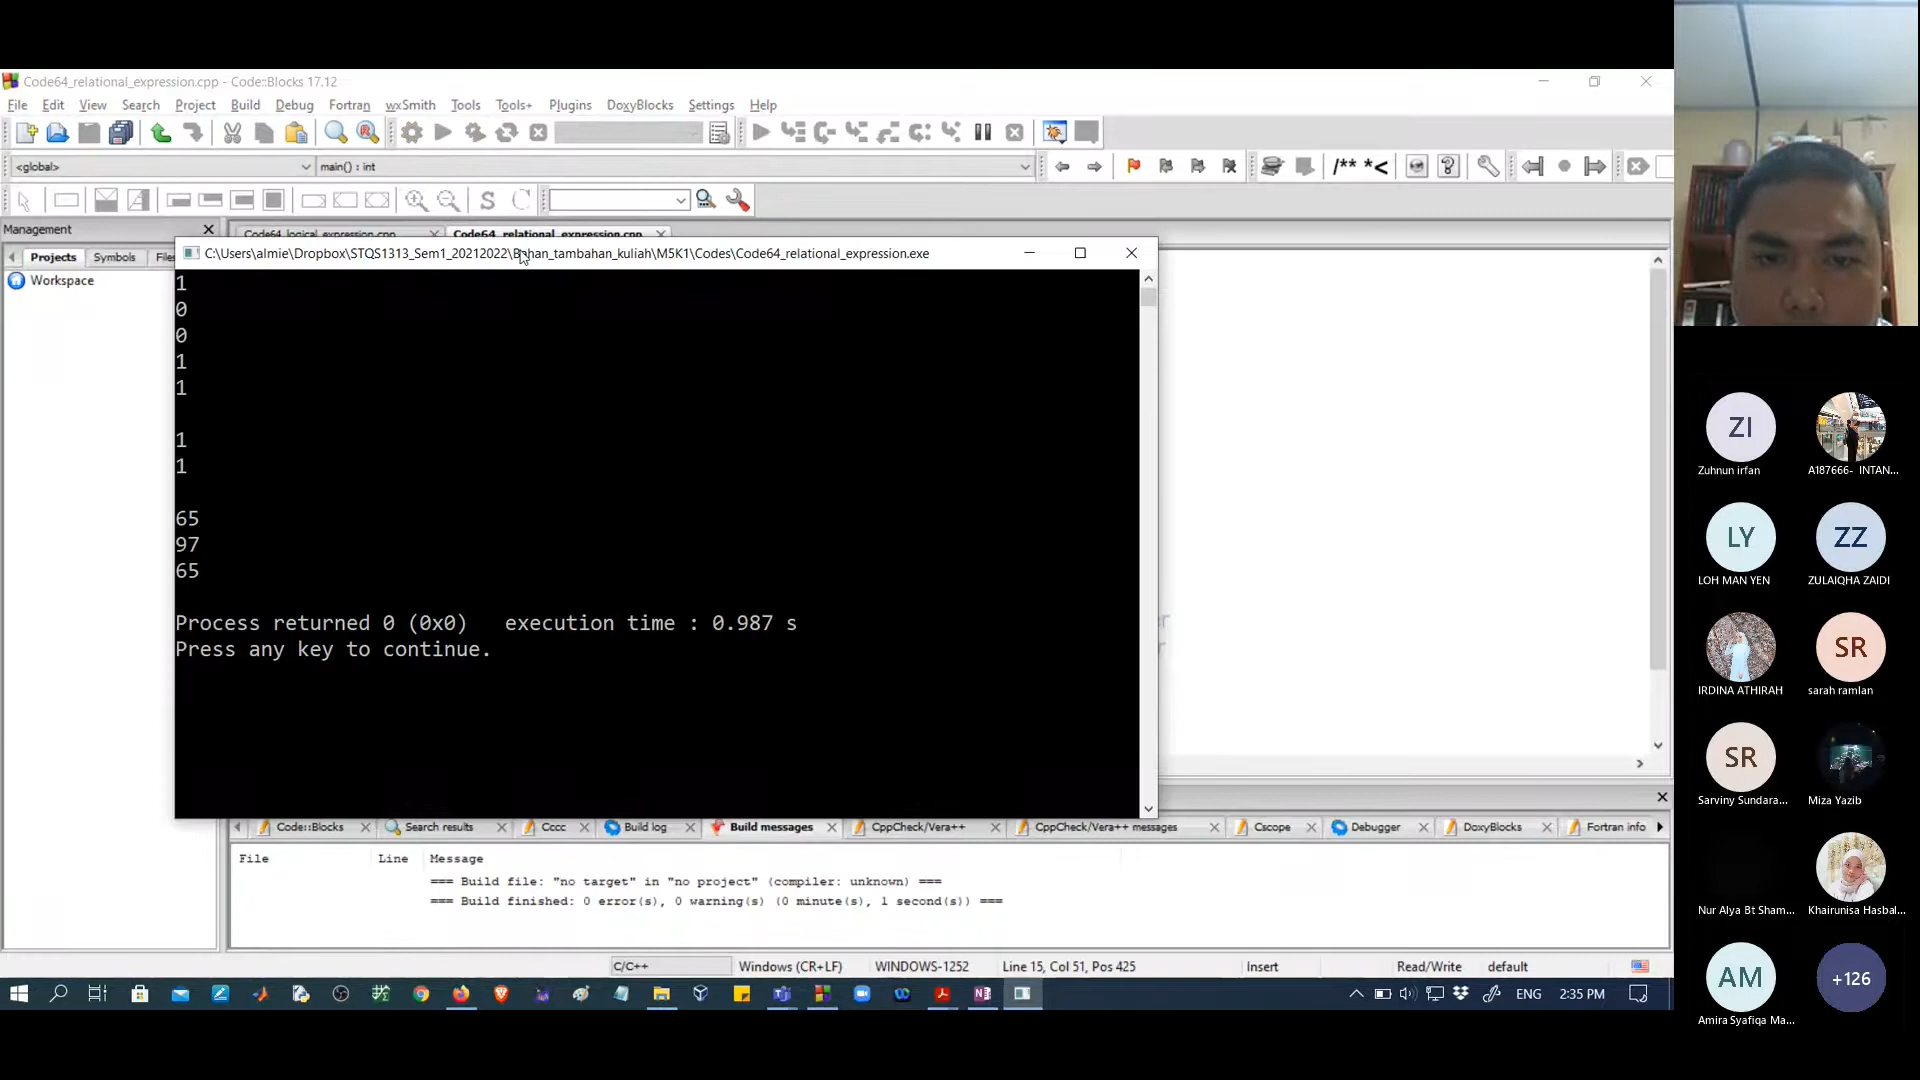 Code64_relational_expression.cpp - Code::Blocks 17.12
File Edit View Search Project Build Debug Fortran wxSmith Tools Tools+ Plugins DoxyBlocks Settings Help
<global> main() : int
/** *<
S
Management
Code64_logical_expression.cpp Code64_relational_expression.cpp
Projects Symbols Files
Workspace
C:\Users\almie\Dropbox\STQS1313_Sem1_20212022\Bahan_tambahan_kuliah\M5K1\Codes\Code64_relational_expression.exe
1
0
0
1
1
1
1
65
97
65
Process returned 0 (0x0) execution time : 0.987 s
Press any key to continue.
Code::Blocks Search results Cccc Build log Build messages CppCheck/Vera++ CppCheck/Vera++ messages Cscope Debugger DoxyBlocks Fortran info
File Line Message
=== Build file: "no target" in "no project" (compiler: unknown) ===
=== Build finished: 0 error(s), 0 warning(s) (0 minute(s), 1 second(s)) ===
C/C++ Windows (CR+LF) WINDOWS-1252 Line 15, Col 51, Pos 425 Insert Read/Write default
ENG 2:35 PM
ZI
Zuhnun irfan
A187666- INTAN...
LY
LOH MAN YEN
ZZ
ZULAIQHA ZAIDI
IRDINA ATHIRAH
SR
sarah ramlan
SR
Sarviny Sundara...
Miza Yazib
Nur Alya Bt Sham...
Khairunisa Hasbal...
AM
Amira Syafiqa Ma...
+126